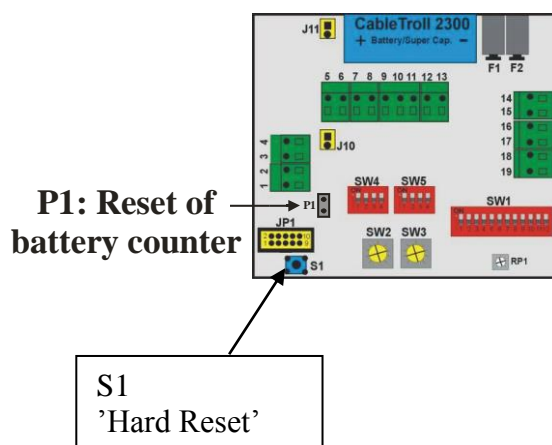 J11
CableTroll 2300
+ Battery/Super Cap. -
F1 F2
5 6 7 8 9 10 11 12 13
14
15
16
17
18
19
4
3
2
1
J10
P1: Reset of
battery counter
P1
SW4
SW5
SW1
JP1
SW2
SW3
S1
RP1
S1
’Hard Reset’